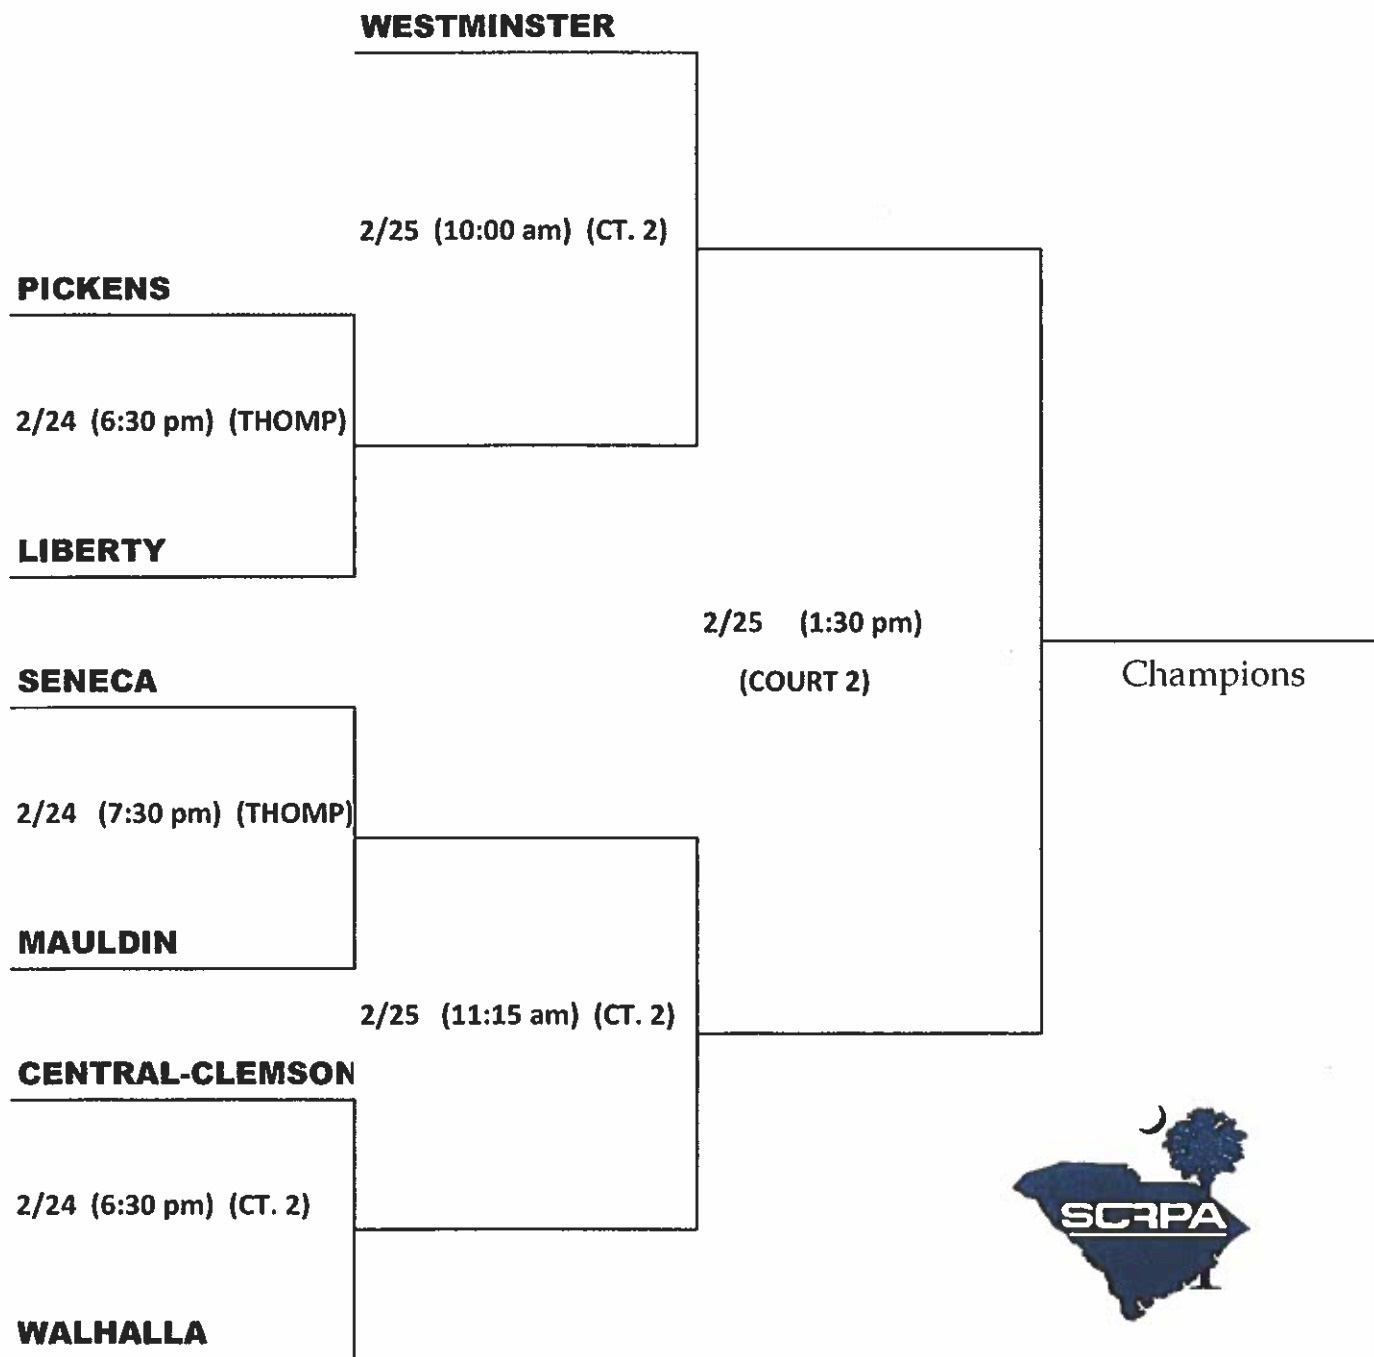 WESTMINSTER
2/25 (10:00 am) (CT. 2)
PICKENS
2/24 (6:30 pm) (THOMP)
LIBERTY
2/25 (1:30 pm)
(COURT 2)
Champions
SENECA
2/24 (7:30 pm) (THOMP)
MAULDIN
2/25 (11:15 am) (CT. 2)
CENTRAL-CLEMSON
2/24 (6:30 pm) (CT. 2)
WALHALLA
SCRPA